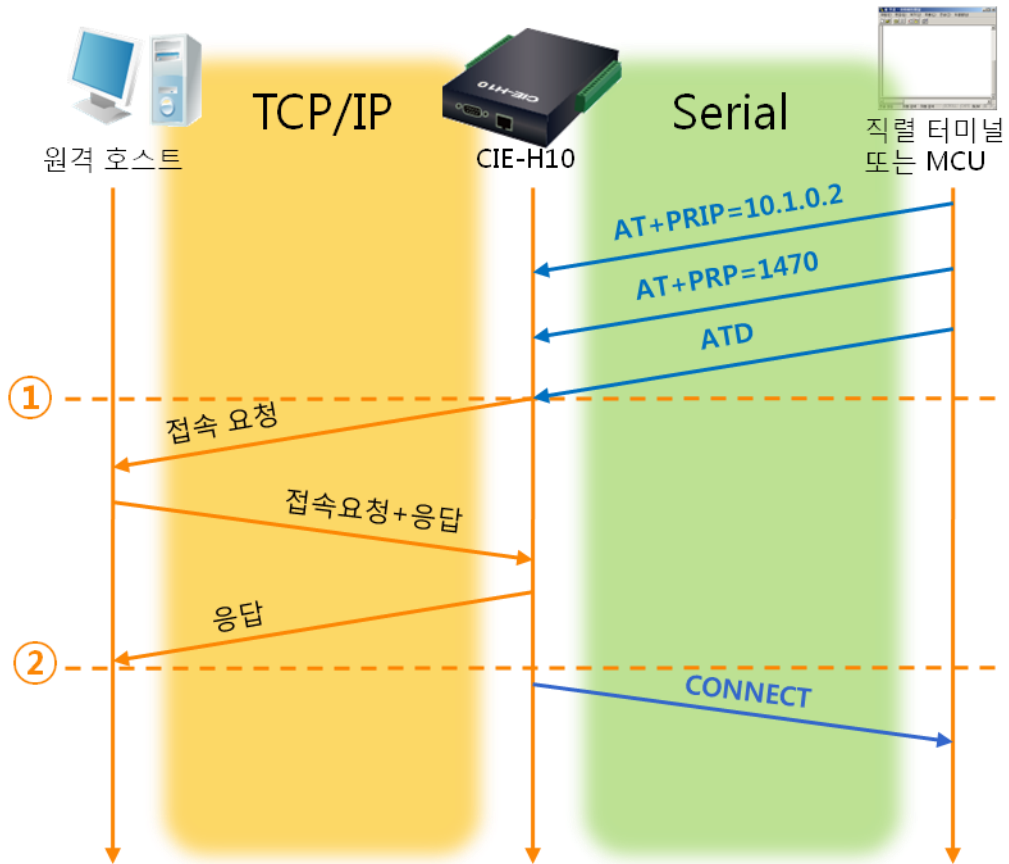 TCP/IP
Serial
CIE-H10
원격 호스트
CIE-H10
직렬 터미널
또는 MCU
AT+PRIP=10.1.0.2
AT+PRP=1470
ATD
①
접속 요청
접속요청+응답
응답
②
CONNECT